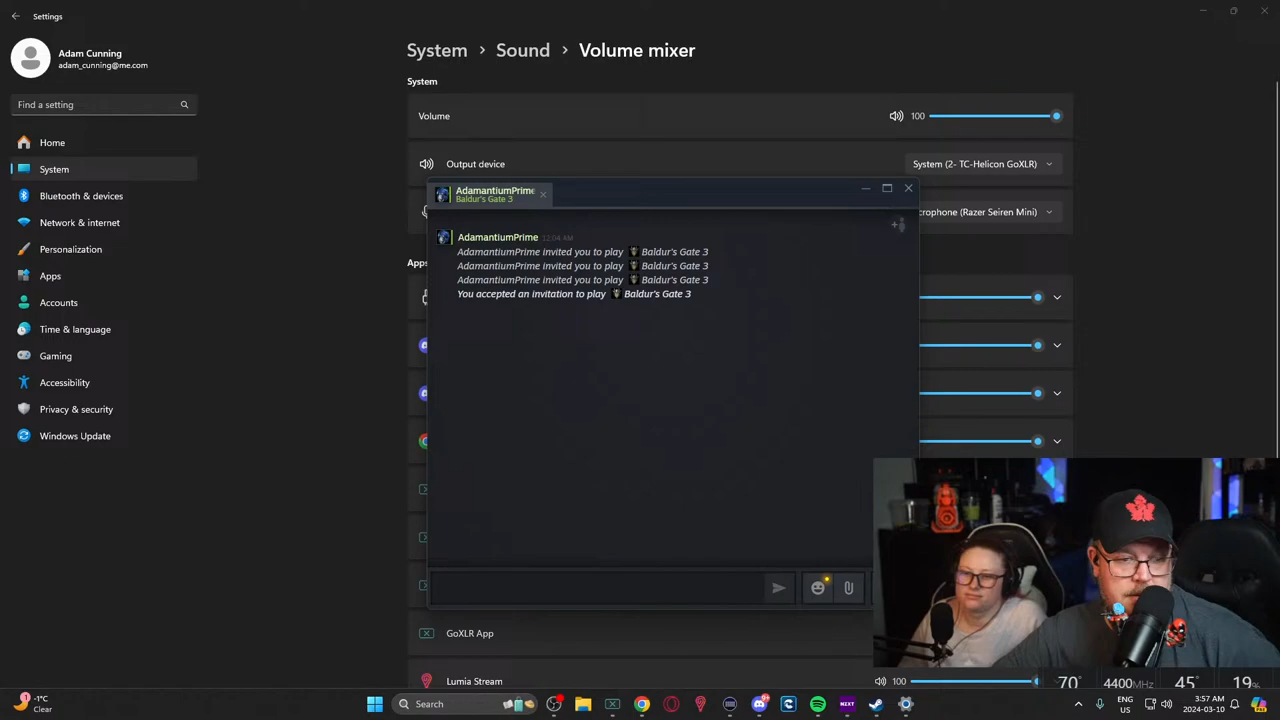 Settings
Adam Cunning
adam_cunning@me.com
Find a setting
Home
System
Bluetooth & devices
Network & internet
Personalization
Apps
Accounts
Time & language
Gaming
Accessibility
Privacy & security
Windows Update
System > Sound > Volume mixer
System
Volume
100
Output device
System (2- TC-Helicon GoXLR)
crophone (Razer Seiren Mini)
App
AdamantiumPrime
Baldur's Gate 3
AdamantiumPrime 12:04 AM
AdamantiumPrime invited you to play Baldur's Gate 3
AdamantiumPrime invited you to play Baldur's Gate 3
AdamantiumPrime invited you to play Baldur's Gate 3
You accepted an invitation to play Baldur's Gate 3
GoXLR App
Lumia Stream
100
70° 4400MHz 45° 19%
-1°C
Clear
Search
NEXT
ENG
US
3:57 AM
2024-03-10